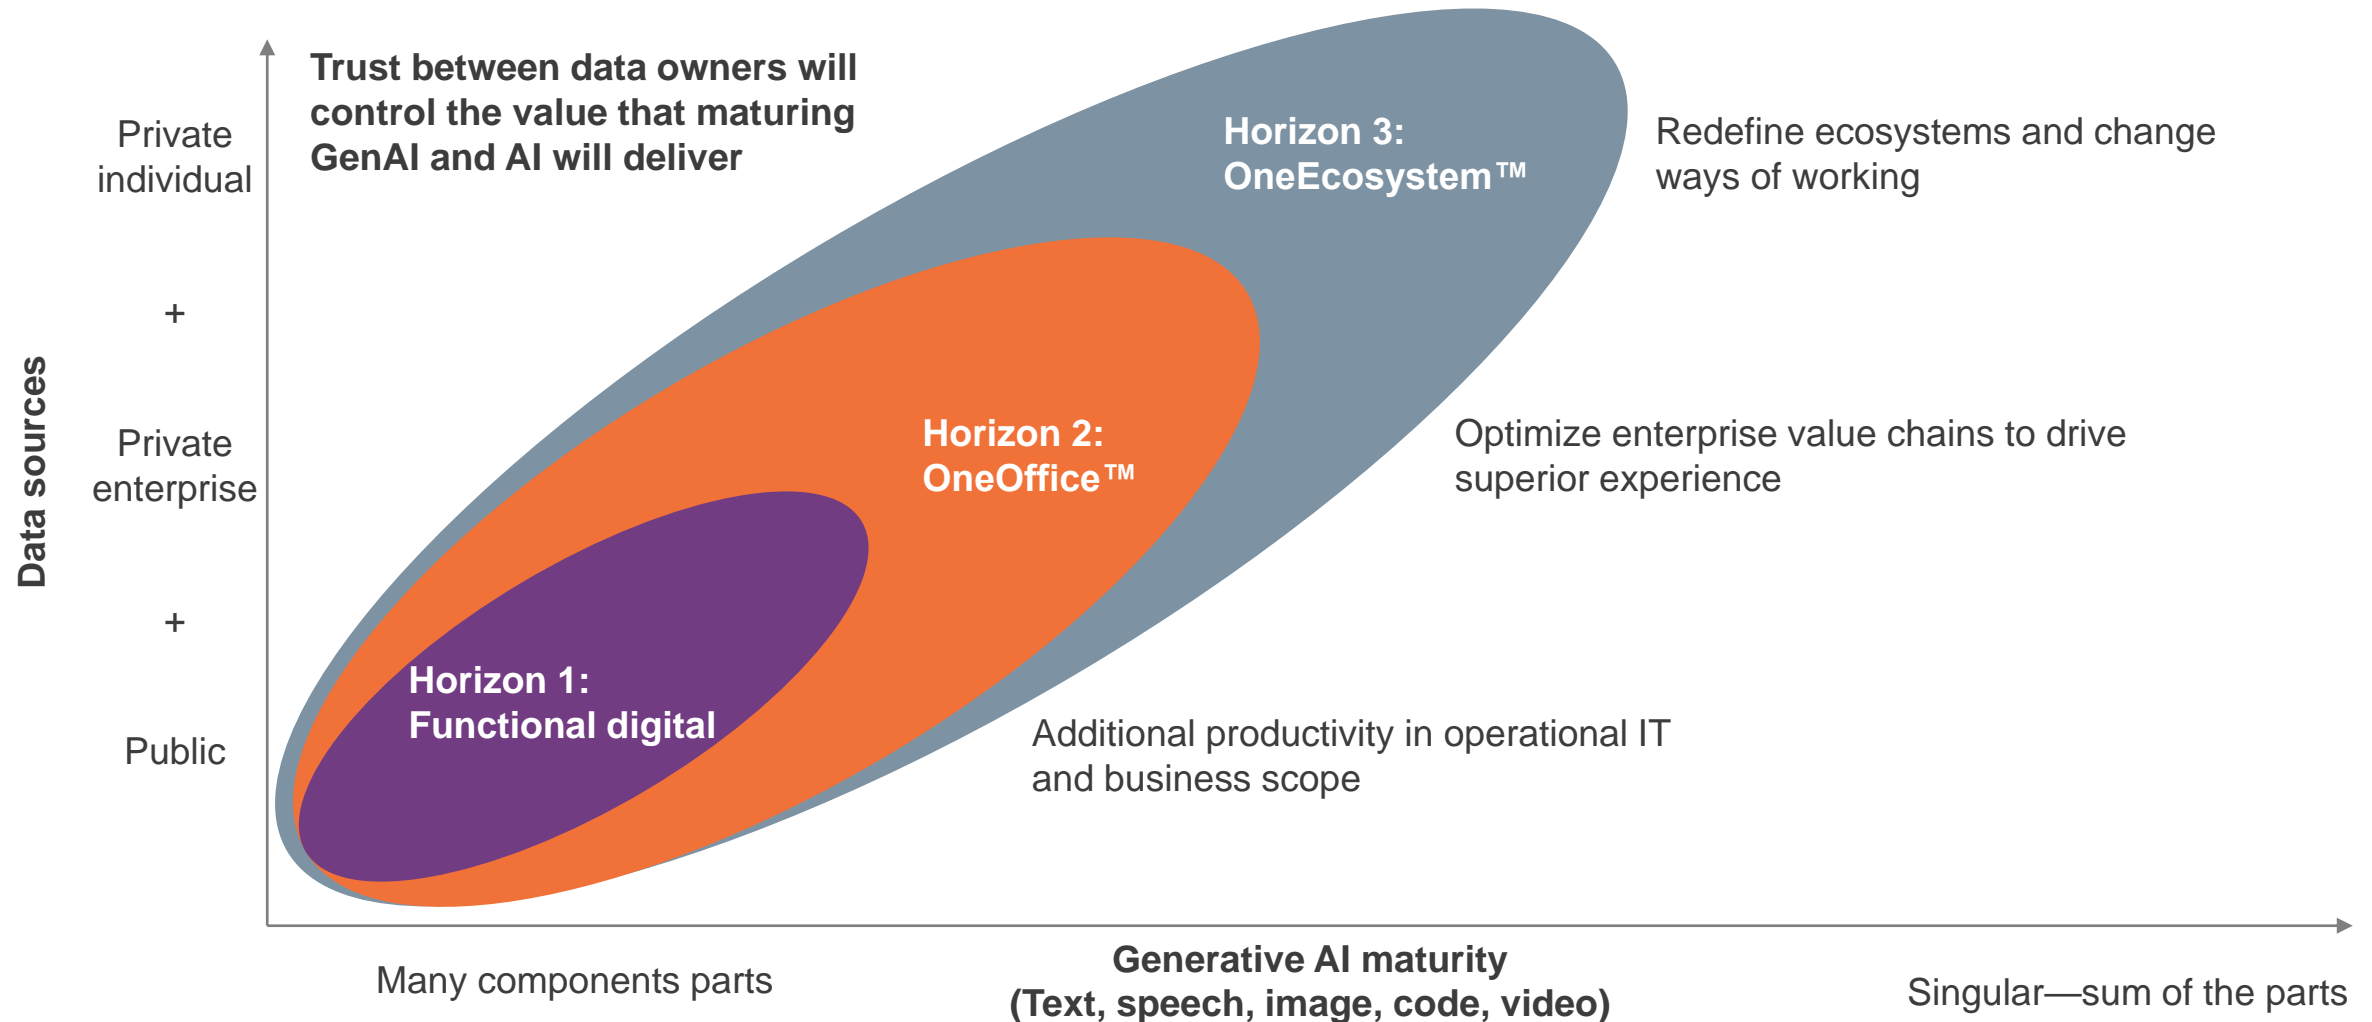 Trust between data owners will
control the value that maturing
GenAI and AI will deliver
Data sources
Private
individual
+
Private
enterprise
+
Public
Horizon 3:
OneEcosystem™
Redefine ecosystems and change
ways of working
Horizon 2:
OneOffice™
Optimize enterprise value chains to drive
superior experience
Horizon 1:
Functional digital
Additional productivity in operational IT
and business scope
Many components parts
Generative AI maturity
(Text, speech, image, code, video)
Singular—sum of the parts